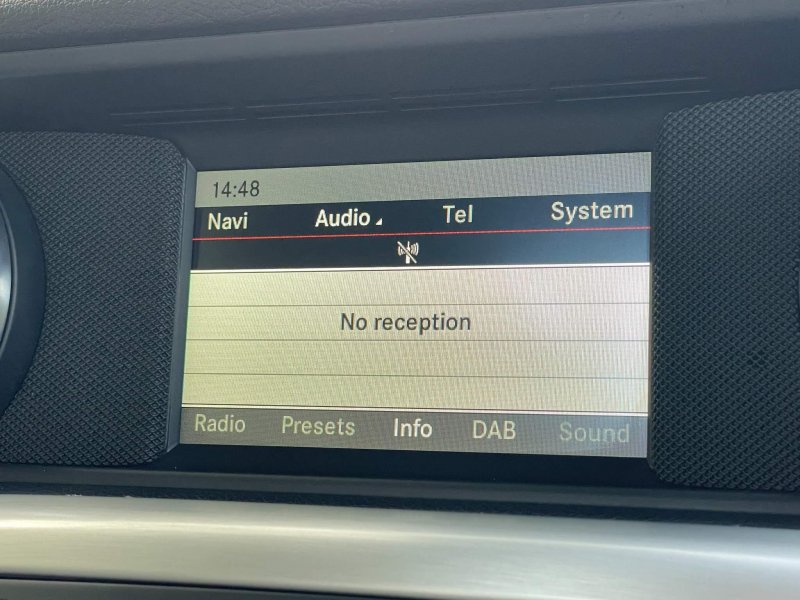 14:48
Navi Audio Tel System
No reception
Radio Presets Info DAB Sound